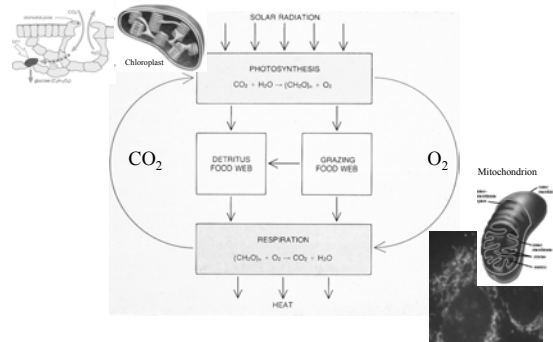 SOLAR RADIATION
CO₂
Chloroplast
PHOTOSYNTHESIS
CO₂ + H₂O → (CH₂O)ₙ + O₂
CO₂
DETRITUS
FOOD WEB
GRAZING
FOOD WEB
O₂
Mitochondrion
RESPIRATION
(CH₂O)ₙ + O₂ → CO₂ + H₂O
HEAT